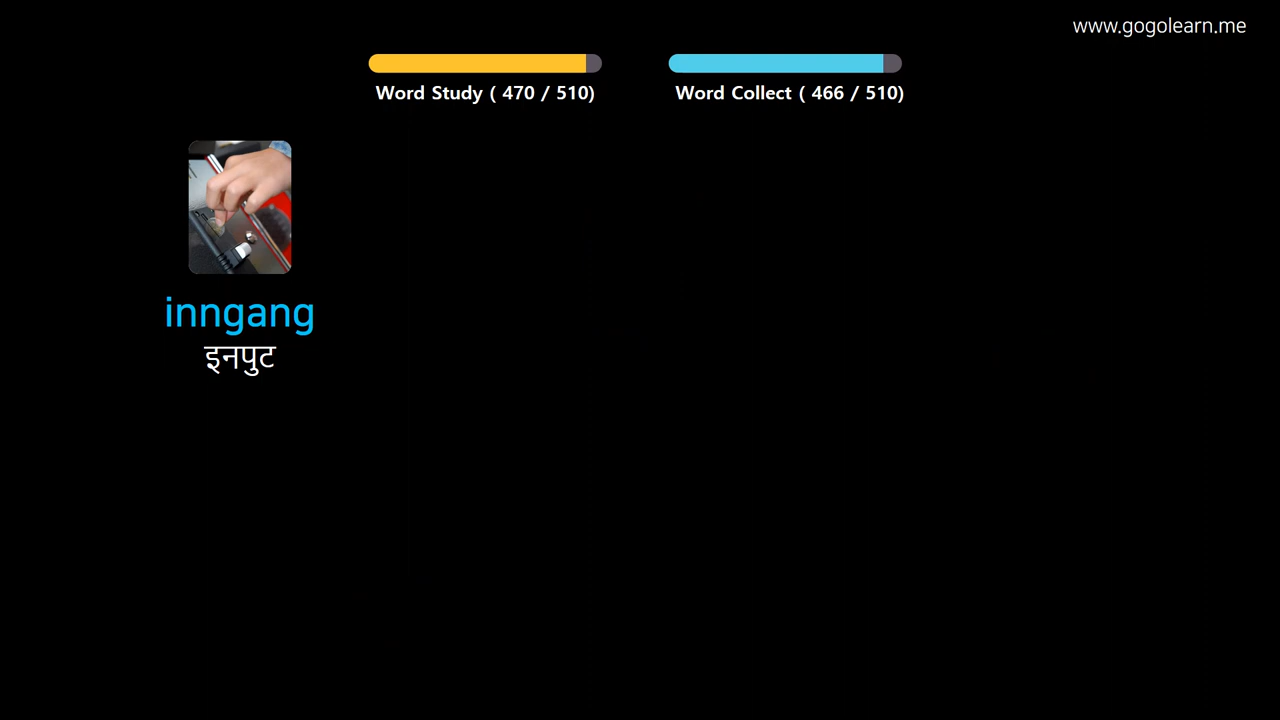 www.gogolearn.me
Word Study ( 470 / 510)
Word Collect ( 466 / 510)
inngang
इनपुट